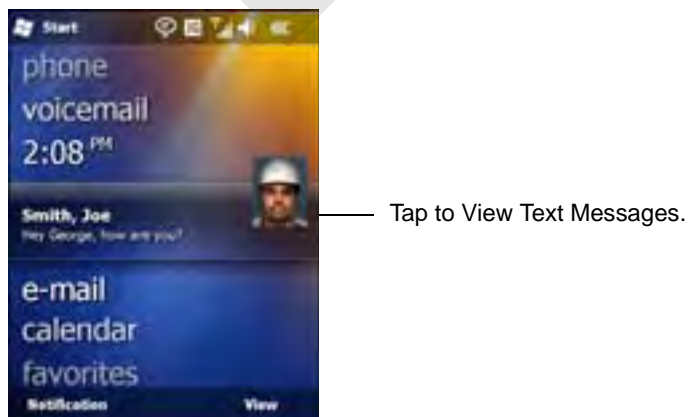 Start
phone
voicemail
2:08 PM
Smith, Joe
Hey George, how are you?
Tap to View Text Messages.
e-mail
calendar
favorites
Notification View